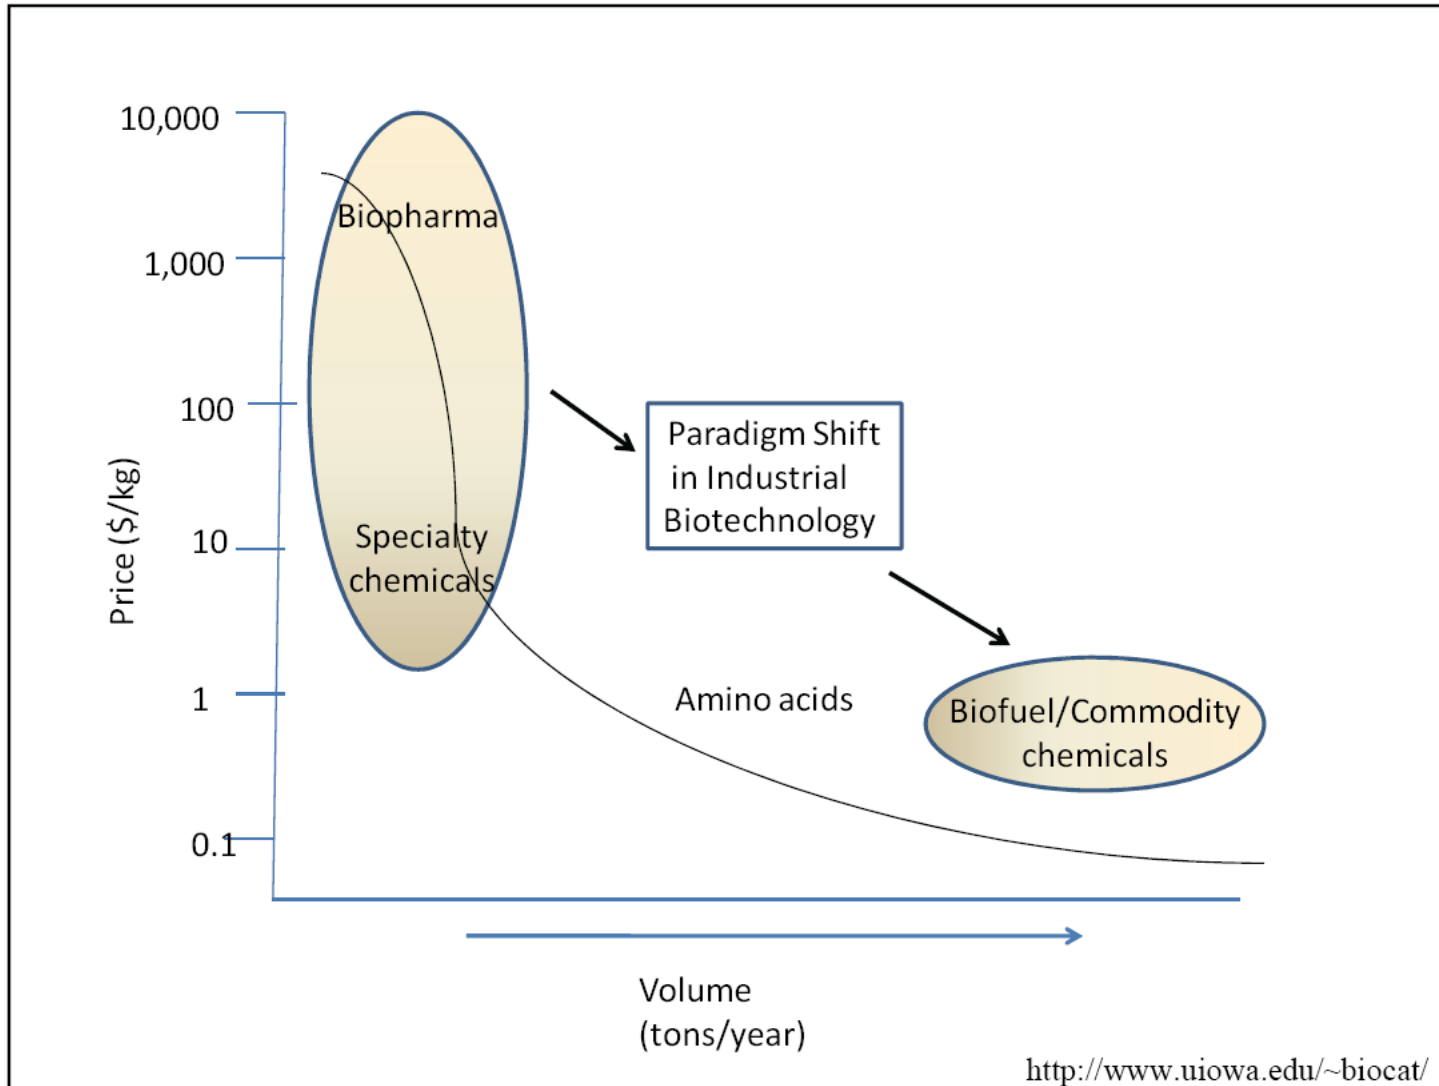 10,000
1,000
100
10
1
0.1
Price ($/kg)
Biopharma
Specialty
chemicals
Paradigm Shift
in Industrial
Biotechnology
Amino acids
Biofuel/Commodity
chemicals
Volume
(tons/year)
http://www.uiowa.edu/~biocat/